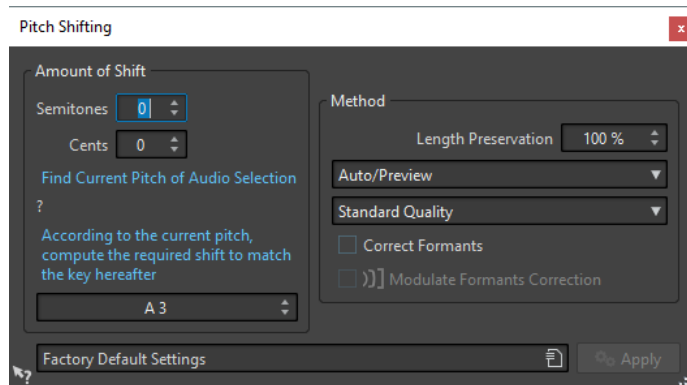 Pitch Shifting
x
Amount of Shift
Semitones 0
Cents 0
Find Current Pitch of Audio Selection
?
According to the current pitch,
compute the required shift to match
the key hereafter
A 3
Method
Length Preservation 100 %
Auto/Preview
Standard Quality
Correct Formants
Modulate Formants Correction
Factory Default Settings
Apply
?